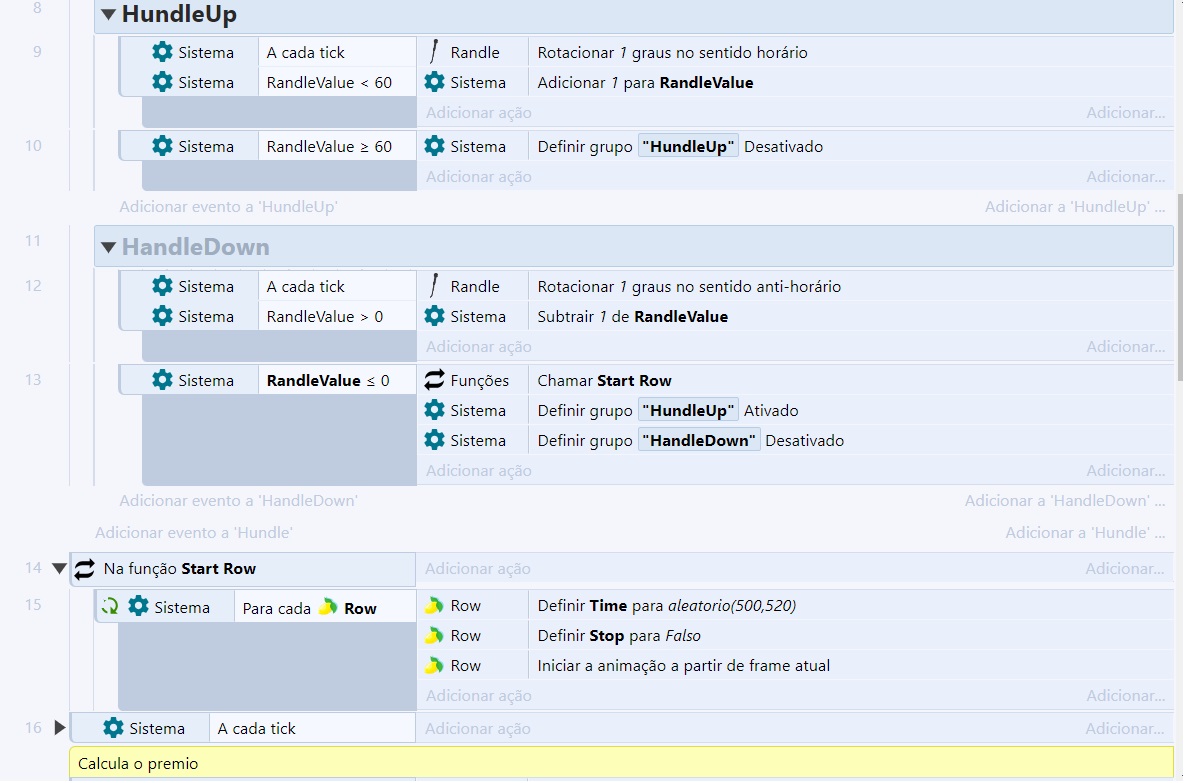 8 HundleUp
9 Sistema A cada tick Randle Rotacionar 1 graus no sentido horário
Sistema RandleValue < 60 Sistema Adicionar 1 para RandleValue
Adicionar ação Adicionar...
10 Sistema RandleValue ≥ 60 Sistema Definir grupo "HundleUp" Desativado
Adicionar ação Adicionar...
Adicionar evento a 'HundleUp' Adicionar a 'HundleUp' ...
11 HandleDown
12 Sistema A cada tick Randle Rotacionar 1 graus no sentido anti-horário
Sistema RandleValue > 0 Sistema Subtrair 1 de RandleValue
Adicionar ação Adicionar...
13 Sistema RandleValue ≤ 0 Funções Chamar Start Row
Sistema Definir grupo "HundleUp" Ativado
Sistema Definir grupo "HandleDown" Desativado
Adicionar ação Adicionar...
Adicionar evento a 'HandleDown' Adicionar a 'HandleDown' ...
Adicionar evento a 'Hundle' Adicionar a 'Hundle' ...
14 Na função Start Row Adicionar ação Adicionar...
15 Sistema Para cada Row Row Definir Time para aleatorio(500,520)
Row Definir Stop para Falso
Row Iniciar a animação a partir de frame atual
Adicionar ação Adicionar...
16 Sistema A cada tick Adicionar ação Adicionar...
Calcula o premio